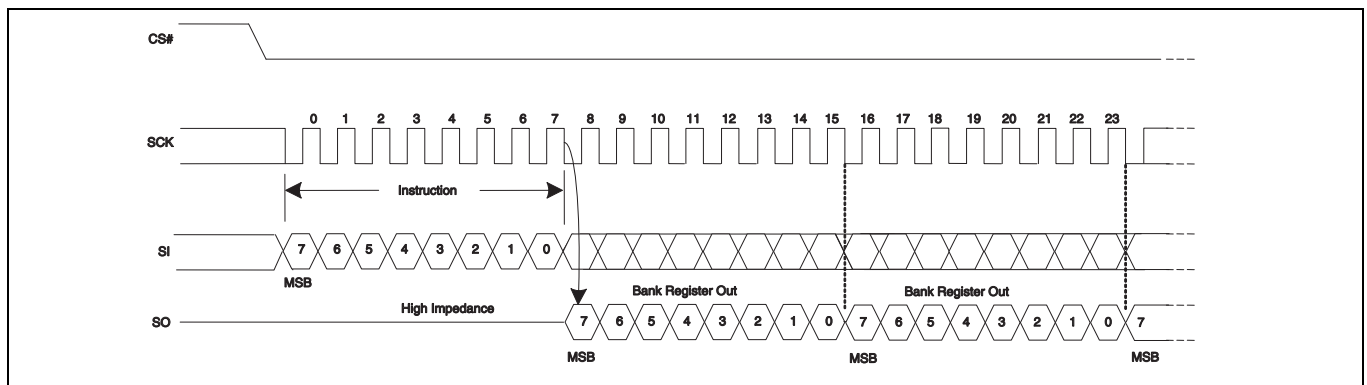 CS#
0 1 2 3 4 5 6 7 8 9 10 11 12 13 14 15 16 17 18 19 20 21 22 23
SCK
Instruction
SI 7 6 5 4 3 2 1 0
MSB
Bank Register Out Bank Register Out
High Impedance
SO 7 6 5 4 3 2 1 0 7 6 5 4 3 2 1 0 7
MSB MSB MSB